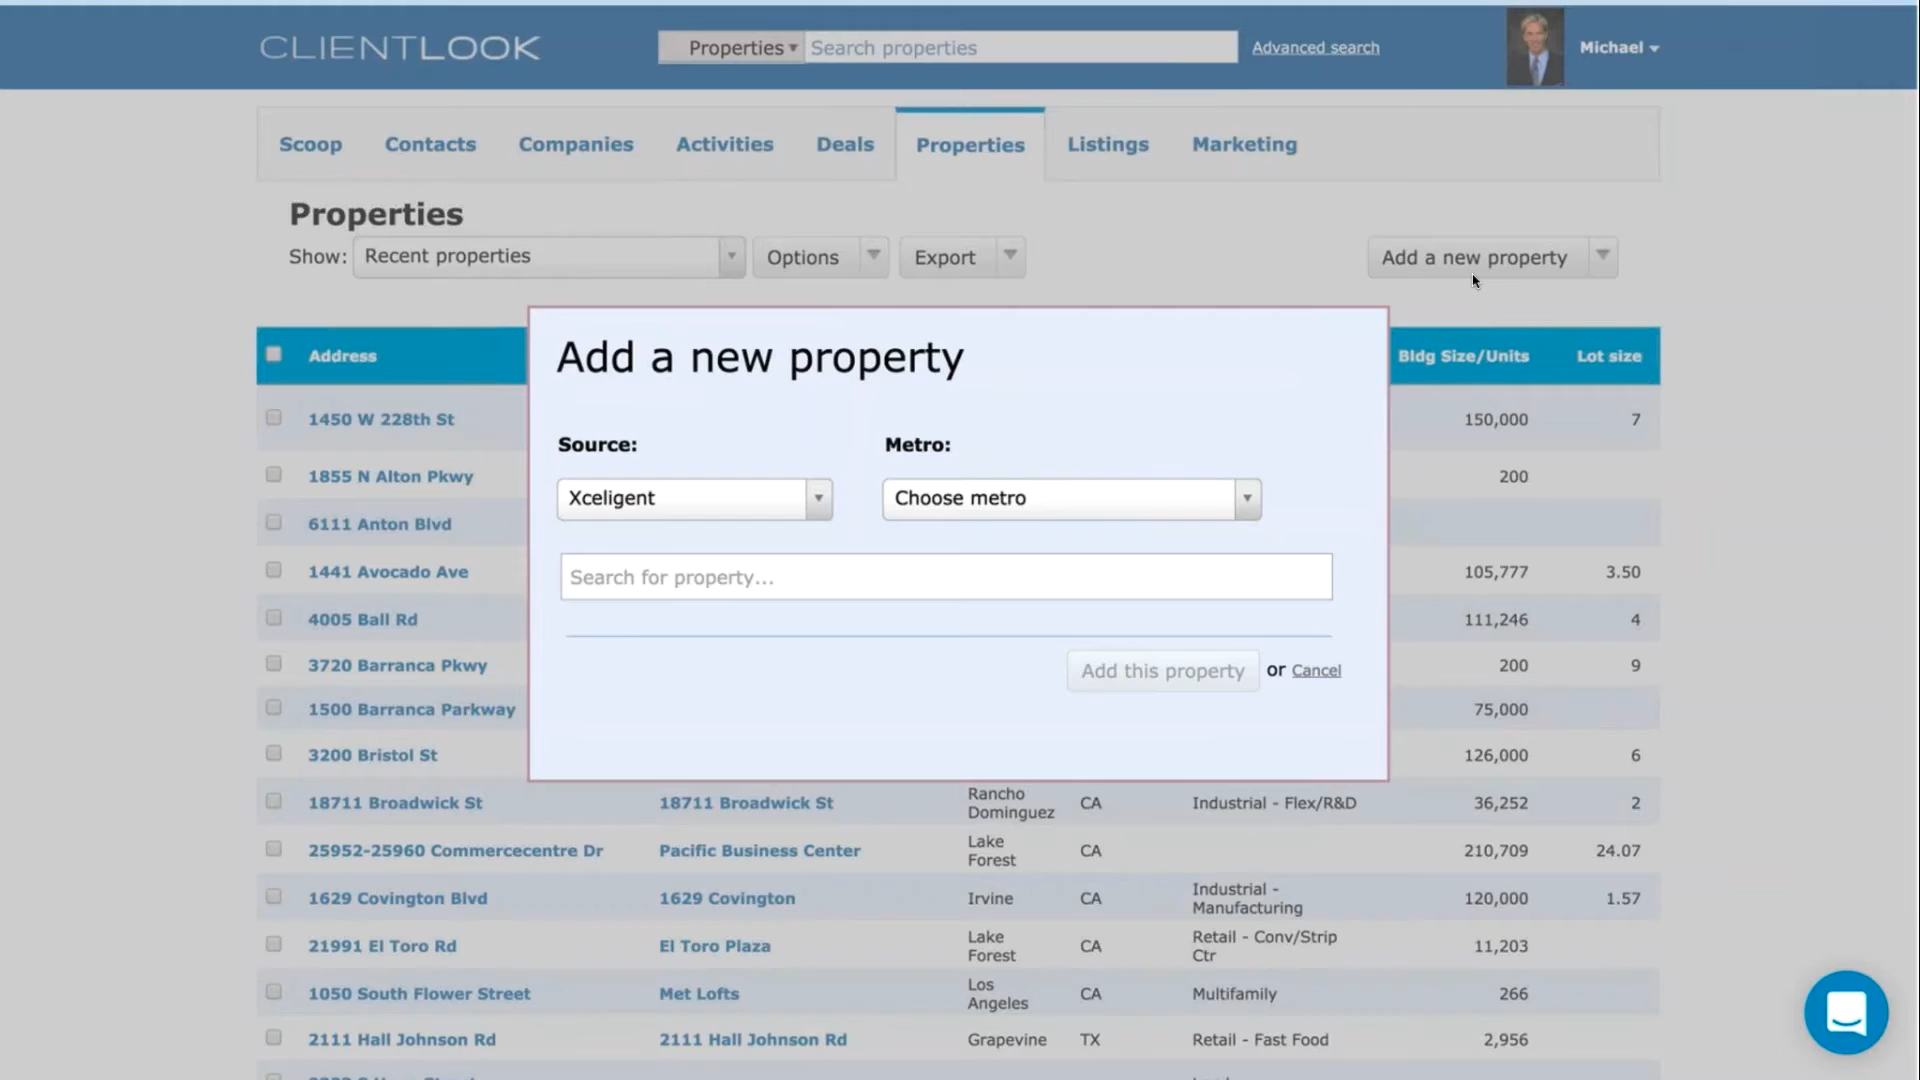 CLIENTLOOK
Properties Search properties Advanced search Michael
Scoop Contacts Companies Activities Deals Properties Listings Marketing
Properties
Show: Recent properties Options Export Add a new property
Address Bldg Size/Units Lot size
Add a new property
Source: Metro:
Xceligent Choose metro
Search for property...
Add this property or Cancel
1450 W 228th St 150,000 7
1855 N Alton Pkwy 200
6111 Anton Blvd
1441 Avocado Ave 105,777 3.50
4005 Ball Rd 111,246 4
3720 Barranca Pkwy 200 9
1500 Barranca Parkway 75,000
3200 Bristol St 126,000 6
18711 Broadwick St 18711 Broadwick St Rancho Dominguez CA Industrial - Flex/R&D 36,252 2
25952-25960 Commercecentre Dr Pacific Business Center Lake Forest CA 210,709 24.07
1629 Covington Blvd 1629 Covington Irvine CA Industrial - Manufacturing 120,000 1.57
21991 El Toro Rd El Toro Plaza Lake Forest CA Retail - Conv/Strip Ctr 11,203
1050 South Flower Street Met Lofts Los Angeles CA Multifamily 266
2111 Hall Johnson Rd 2111 Hall Johnson Rd Grapevine TX Retail - Fast Food 2,956